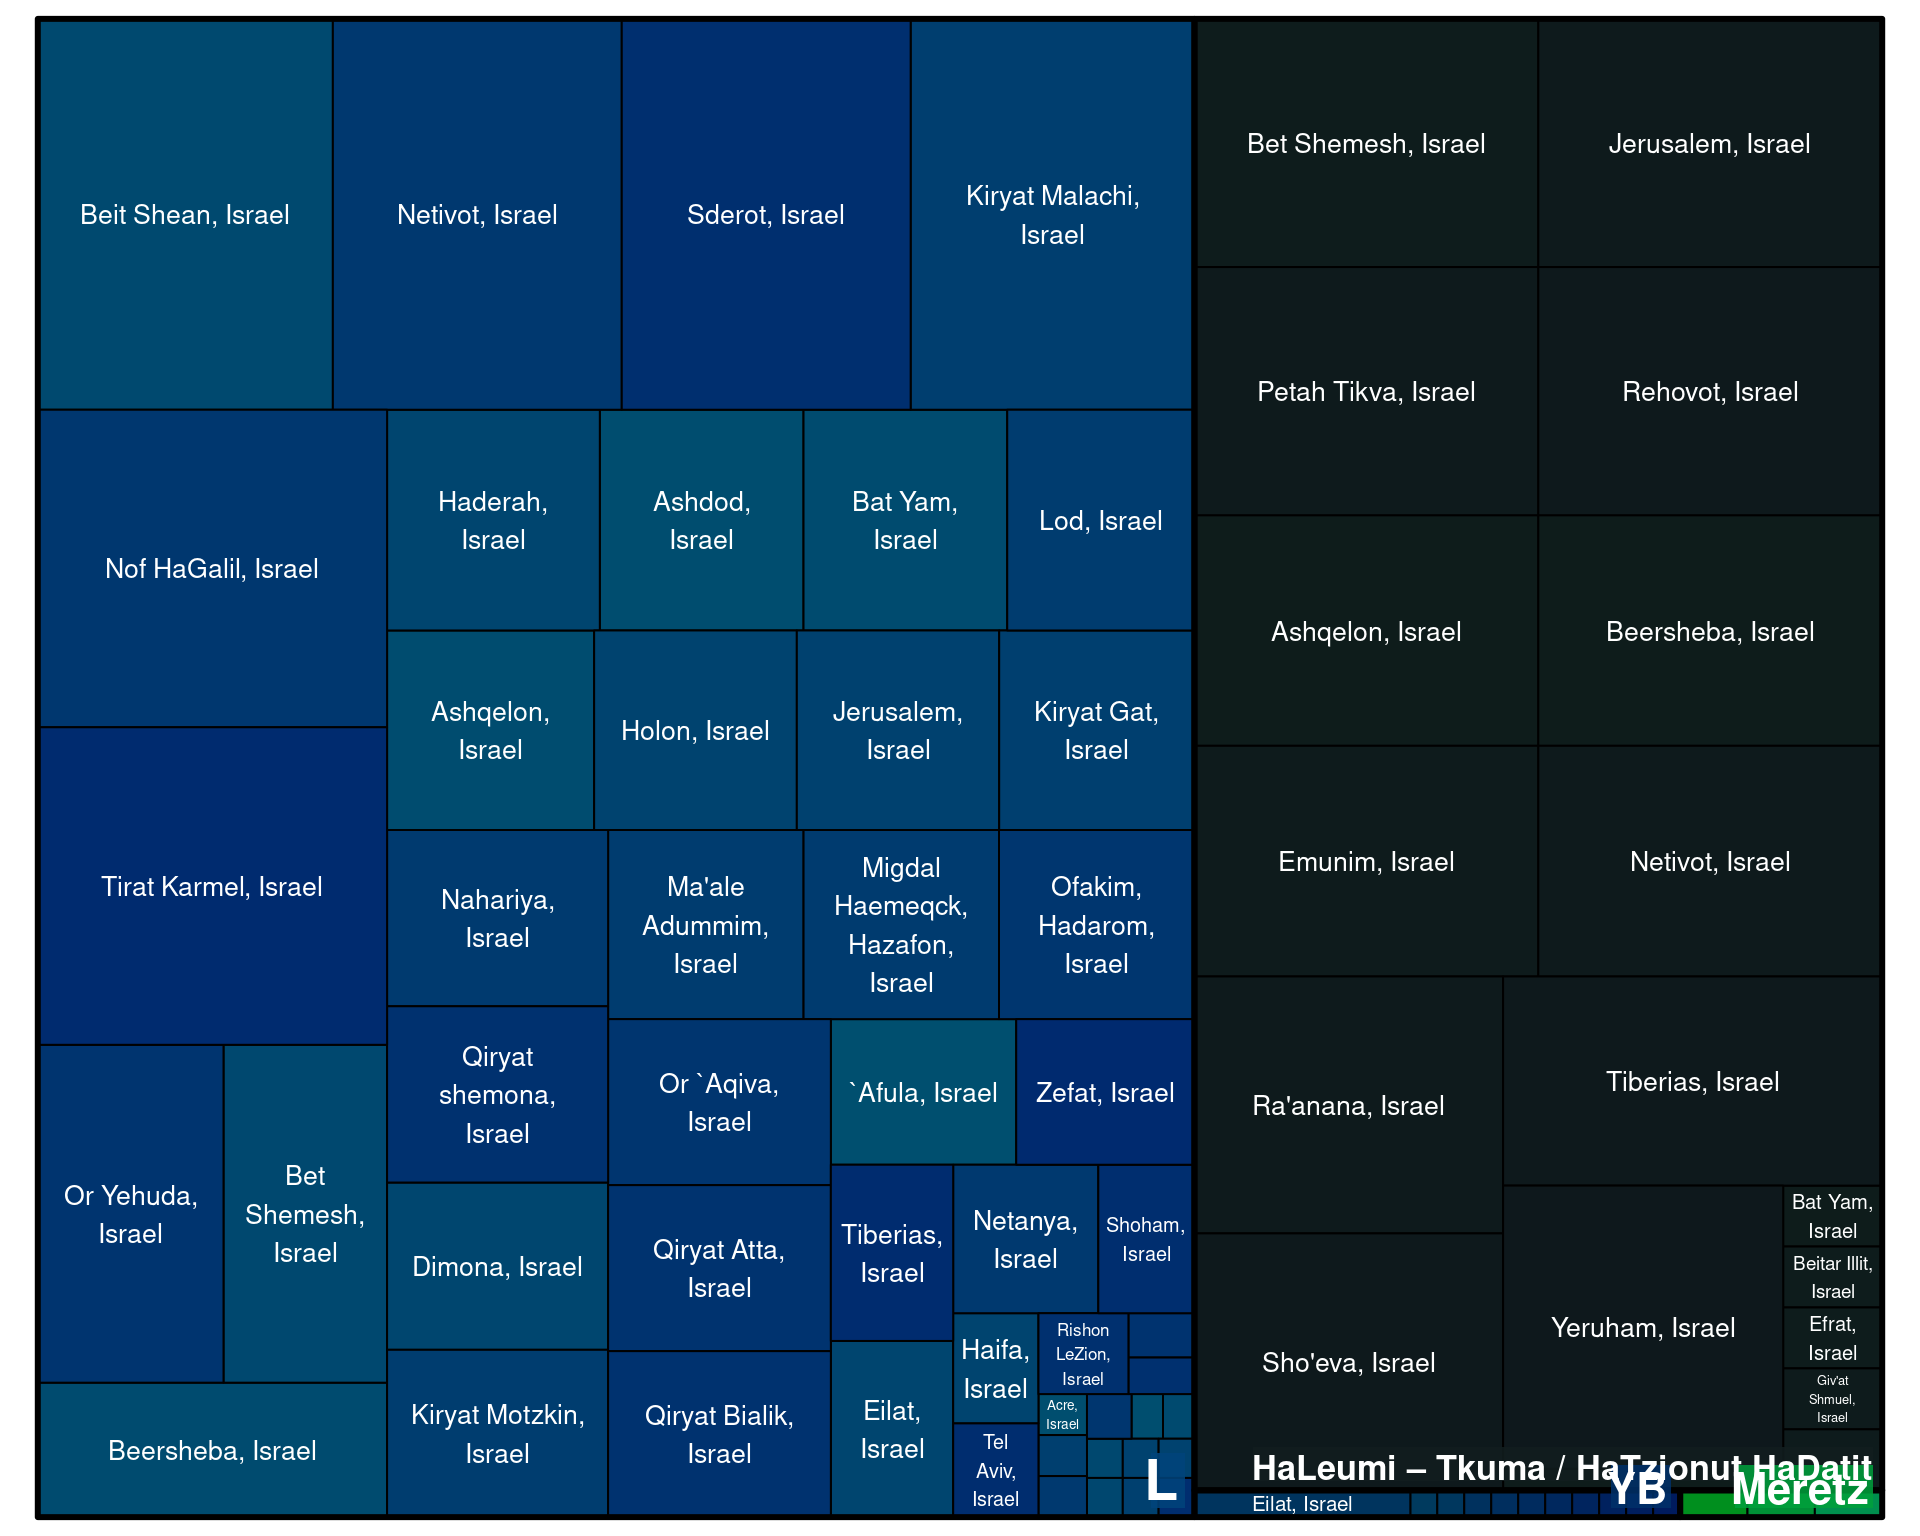 Beit Shean, Israel
Netivot, Israel
Sderot, Israel
Kiryat Malachi,
Israel
Nof HaGalil, Israel
Tirat Karmel, Israel
Or Yehuda,
Israel
Bet
Shemesh,
Israel
Beersheba, Israel
Haderah,
Israel
Ashdod,
Israel
Bat Yam,
Israel
Lod, Israel
Ashqelon,
Israel
Holon, Israel
Jerusalem,
Israel
Kiryat Gat,
Israel
Nahariya,
Israel
Ma'ale
Adummim,
Israel
Migdal
Haemeqck,
Hazafon,
Israel
Ofakim,
Hadarom,
Israel
Qiryat
shemona,
Israel
Or `Aqiva,
Israel
`Afula, Israel
Zefat, Israel
Dimona, Israel
Qiryat Atta,
Israel
Tiberias,
Israel
Netanya,
Israel
Shoham,
Israel
Kiryat Motzkin,
Israel
Qiryat Bialik,
Israel
Eilat,
Israel
Haifa,
Israel
Rishon
LeZion,
Israel
Acre,
Israel
Tel
Aviv,
Israel
L
Bet Shemesh, Israel
Jerusalem, Israel
Petah Tikva, Israel
Rehovot, Israel
Ashqelon, Israel
Beersheba, Israel
Emunim, Israel
Netivot, Israel
Ra'anana, Israel
Tiberias, Israel
Sho'eva, Israel
Yeruham, Israel
Bat Yam,
Israel
Beitar Illit,
Israel
Efrat,
Israel
Giv'at
Shmuel,
Israel
HaLeumi – Tkuma / HaTzionut HaDatit
Eilat, Israel
YB
Meretz